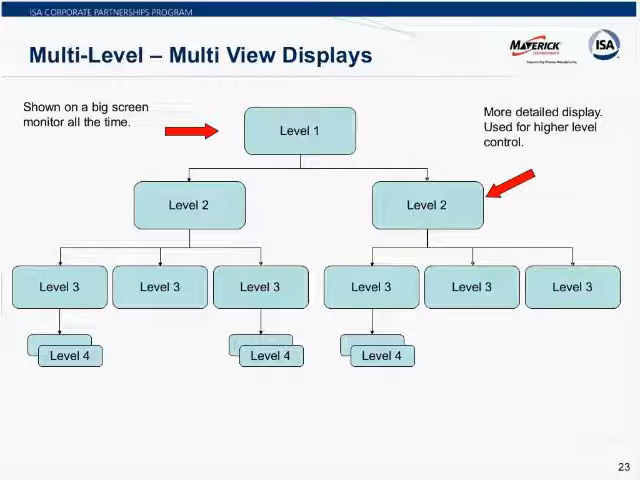 ISA CORPORATE PARTNERSHIPS PROGRAM
Multi-Level – Multi View Displays
MAVERICK
TECHNOLOGIES
ISA
Shown on a big screen
monitor all the time.
More detailed display.
Used for higher level
control.
Level 1
Level 2
Level 2
Level 3
Level 3
Level 3
Level 3
Level 3
Level 3
Level 4
Level 4
Level 4
23